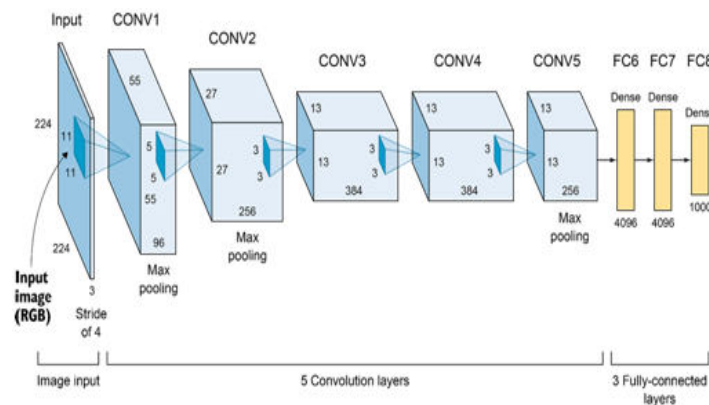 Input
CONV1
CONV2
CONV3
CONV4
CONV5
FC6
FC7
FC8
224
11
11
224
3
Stride
of 4
Input
image
(RGB)
55
5
5
55
96
Max
pooling
27
27
3
3
256
Max
pooling
13
13
3
3
384
13
13
3
3
384
13
13
256
Max
pooling
Dense
4096
Dense
4096
Dens
1000
Image input
5 Convolution layers
3 Fully-connected
layers